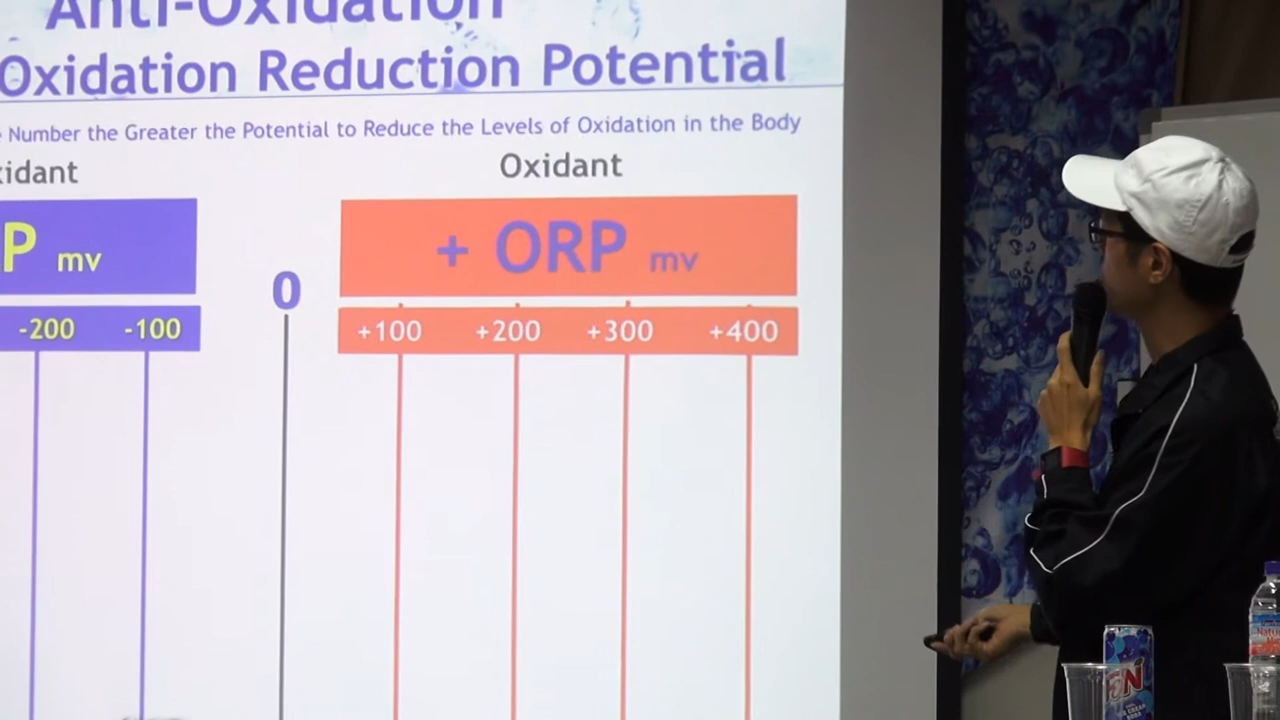 Anti-Oxidation
Oxidation Reduction Potential
Number the Greater the Potential to Reduce the Levels of Oxidation in the Body
idant
Oxidant
P mv
+ ORP mv
0
-200 -100
+100 +200 +300 +400
F&N